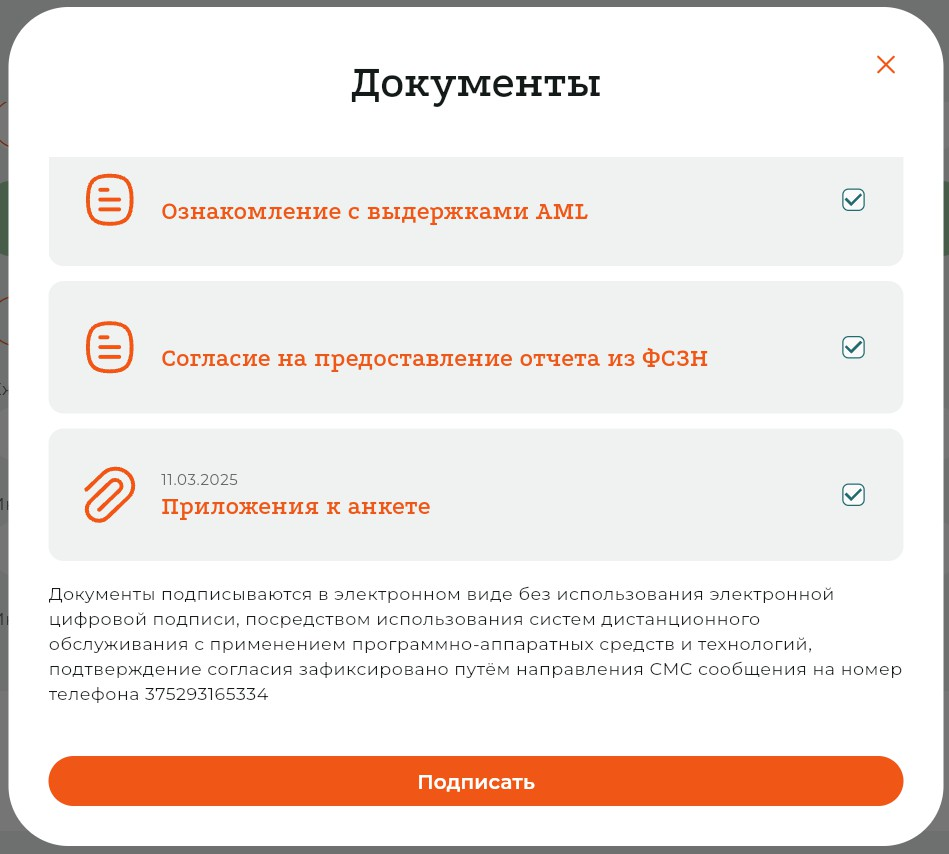 Документы
Ознакомление с выдержками AML
Согласие на предоставление отчета из ФСЗН
11.03.2025
Приложения к анкете
Документы подписываются в электронном виде без использования электронной
цифровой подписи, посредством использования систем дистанционного
обслуживания с применением программно-аппаратных средств и технологий,
подтверждение согласия зафиксировано путём направления СМС сообщения на номер
телефона 375293165334
Подписать